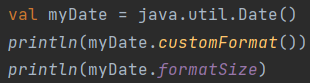 val myDate = java.util.Date()
println(myDate.customFormat())
println(myDate.formatSize)